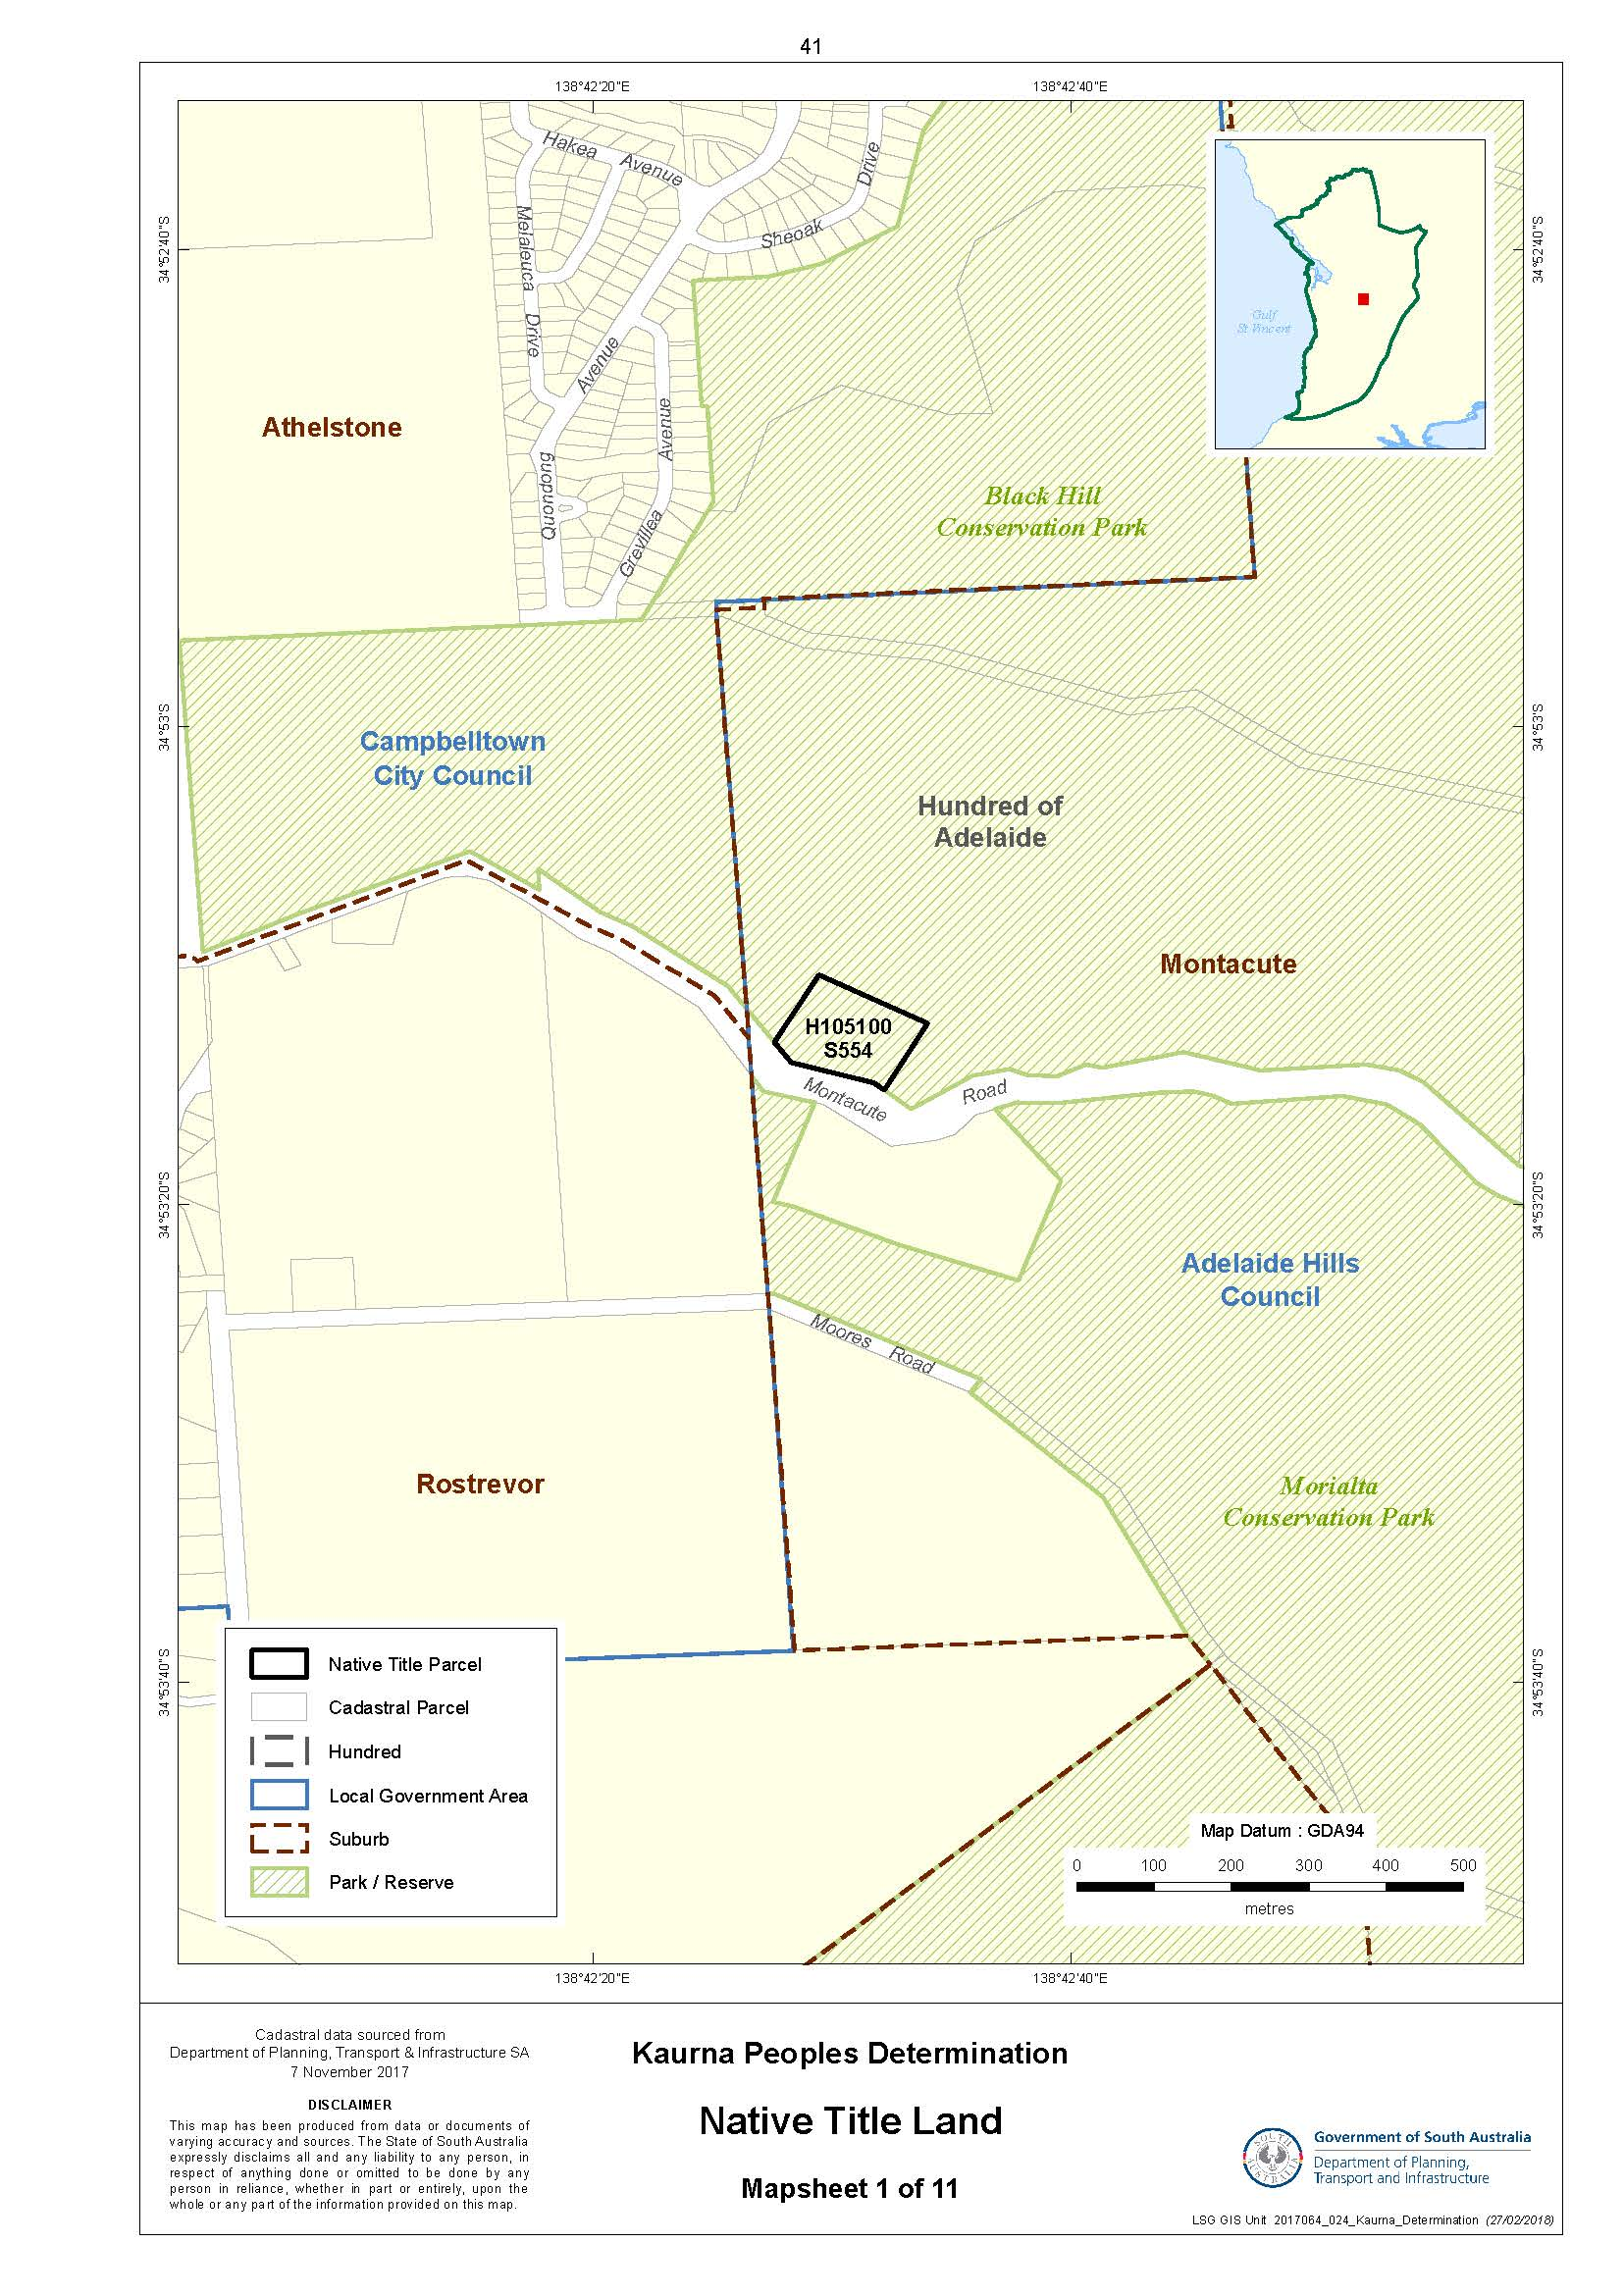 41
138°42'20"E
138°42'40"E
34°52'40"S
34°52'40"S
Hakea
Avenue
Drive
Sheoak
Melaleuca
Drive
Avenue
Avenue
Quondong
Grevillea
Gulf
St Vincent
Athelstone
Black Hill
Conservation Park
34°53'S
34°53'S
Campbelltown
City Council
Hundred of
Adelaide
Montacute
H105100
S554
Montacute
Road
34°53'20"S
34°53'20"S
Adelaide Hills
Council
Moores
Road
Rostrevor
Morialta
Conservation Park
34°53'40"S
34°53'40"S
Native Title Parcel
Cadastral Parcel
Hundred
Local Government Area
Suburb
Park / Reserve
Map Datum : GDA94
0 100 200 300 400 500
metres
138°42'20"E
138°42'40"E
Cadastral data sourced from
Department of Planning, Transport & Infrastructure SA
7 November 2017
DISCLAIMER
This map has been produced from data or documents of
varying accuracy and sources. The State of South Australia
expressly disclaims all and any liability to any person, in
respect of anything done or omitted to be done by any
person in reliance, whether in part or entirely, upon the
whole or any part of the information provided on this map.
Kaurna Peoples Determination
Native Title Land
Mapsheet 1 of 11
SOUTH
AUSTRALIA
Government of South Australia
Department of Planning,
Transport and Infrastructure
LSG GIS Unit 2017064_024_Kaurna_Determination (27/02/2018)